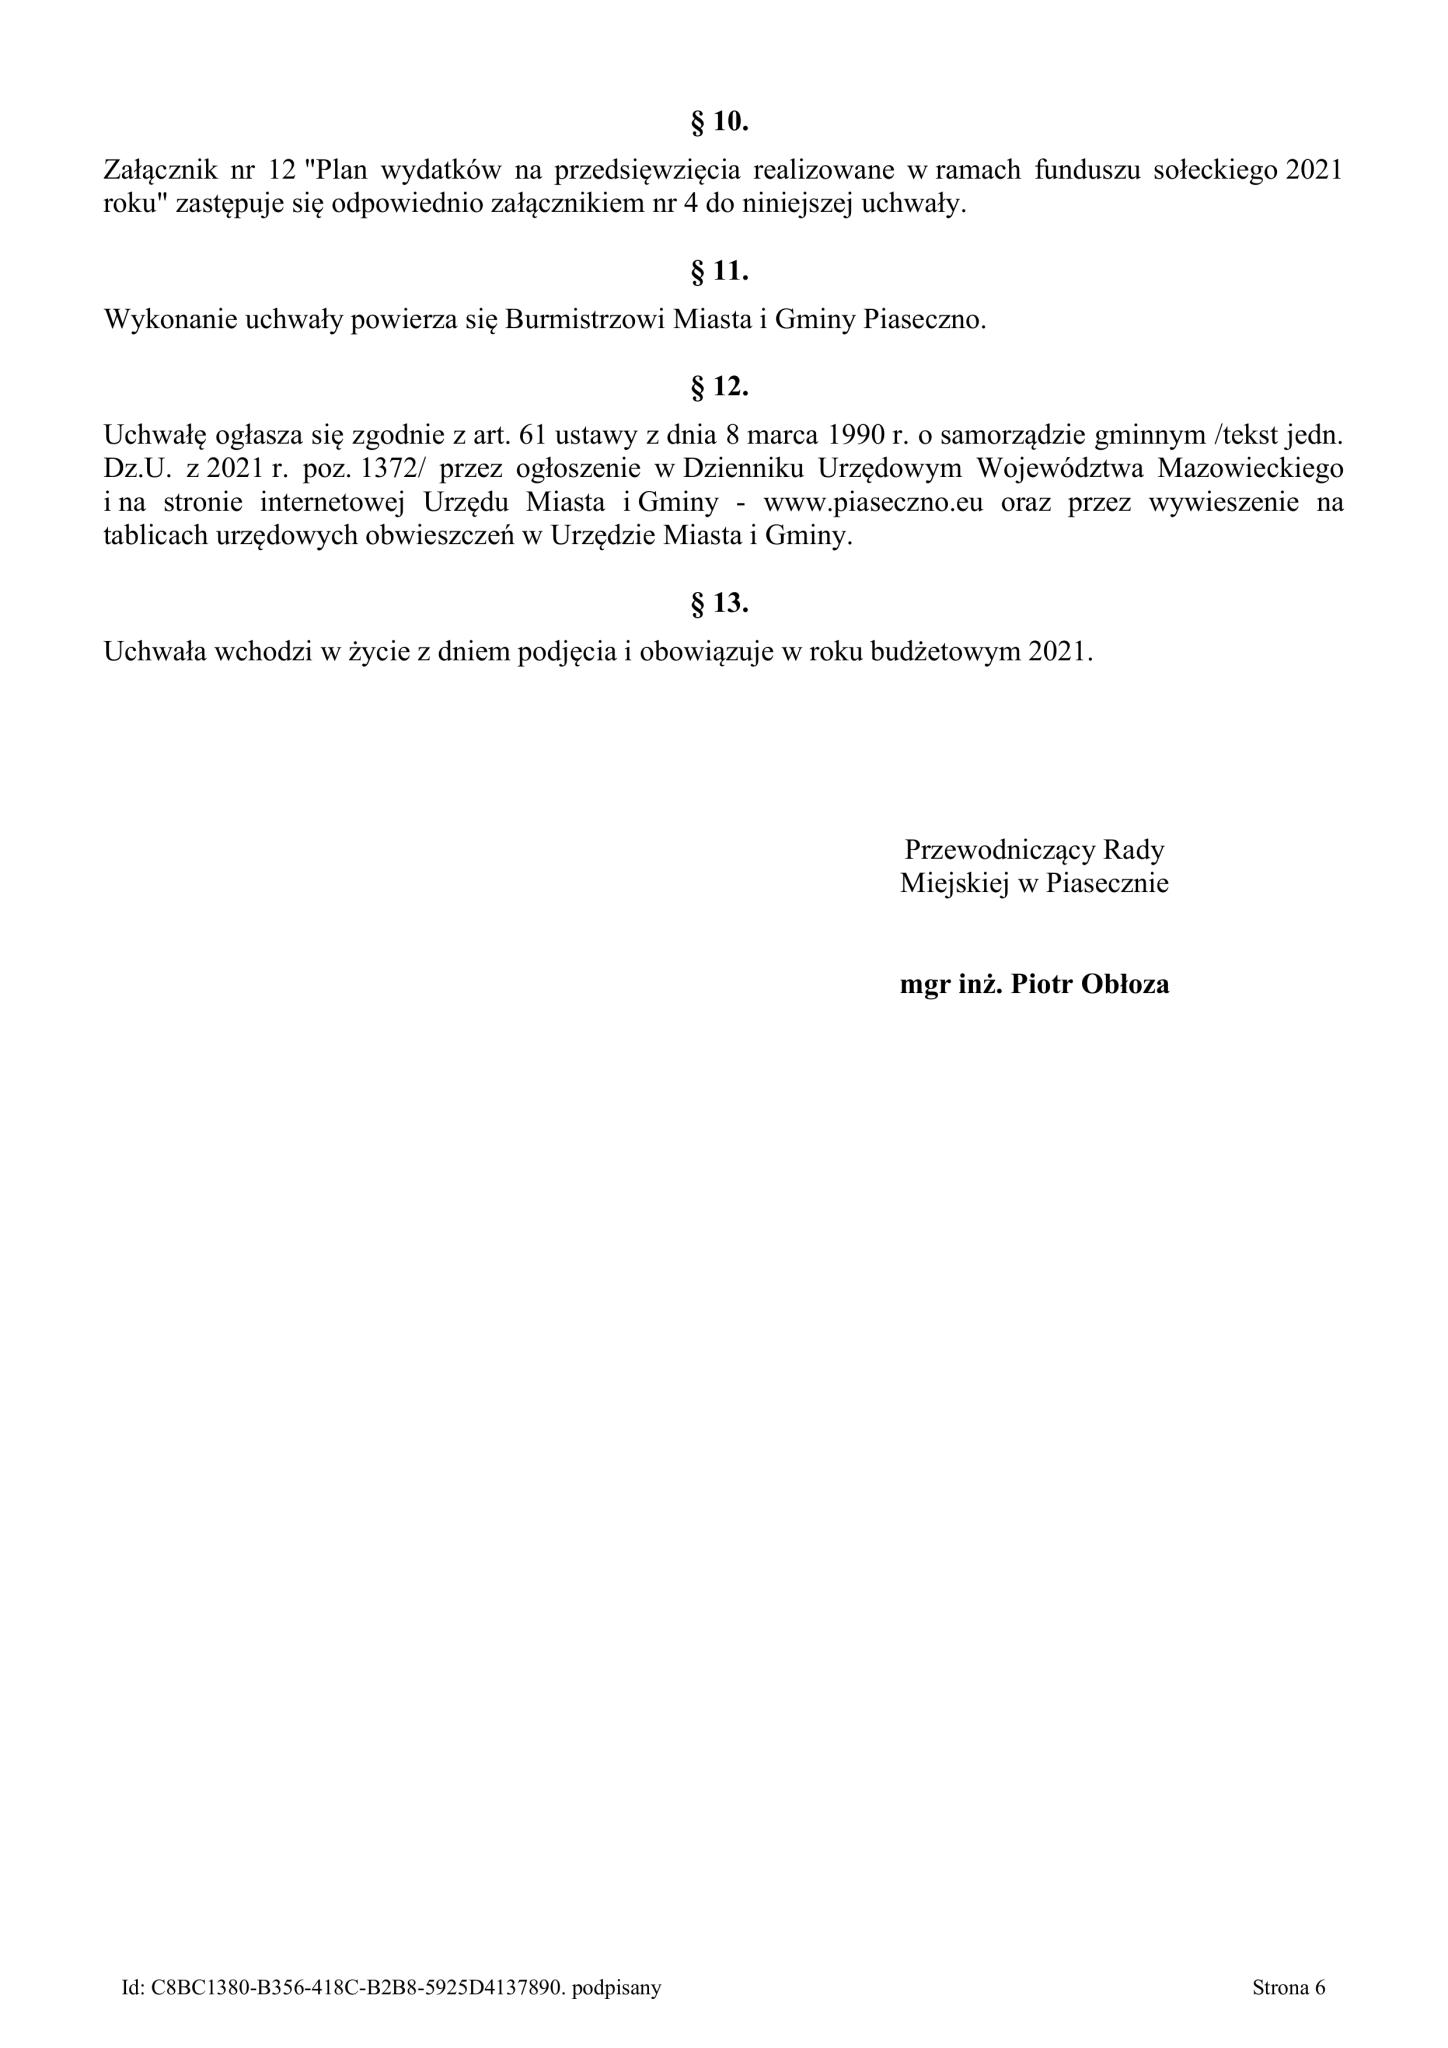 § 10.
Załącznik nr 12 "Plan wydatków na przedsięwzięcia realizowane w ramach funduszu sołeckiego 2021
roku" zastępuje się odpowiednio załącznikiem nr 4 do niniejszej uchwały.
§ 11.
Wykonanie uchwały powierza się Burmistrzowi Miasta i Gminy Piaseczno.
§ 12.
Uchwałę ogłasza się zgodnie z art. 61 ustawy z dnia 8 marca 1990 r. o samorządzie gminnym /tekst jedn.
Dz.U. z 2021 r. poz. 1372/ przez ogłoszenie w Dzienniku Urzędowym Województwa Mazowieckiego
i na stronie internetowej Urzędu Miasta i Gminy - www.piaseczno.eu oraz przez wywieszenie na
tablicach urzędowych obwieszczeń w Urzędzie Miasta i Gminy.
§ 13.
Uchwała wchodzi w życie z dniem podjęcia i obowiązuje w roku budżetowym 2021.
Przewodniczący Rady
Miejskiej w Piasecznie
mgr inż. Piotr Obłoza
Id: C8BC1380-B356-418C-B2B8-5925D4137890. podpisany
Strona 6